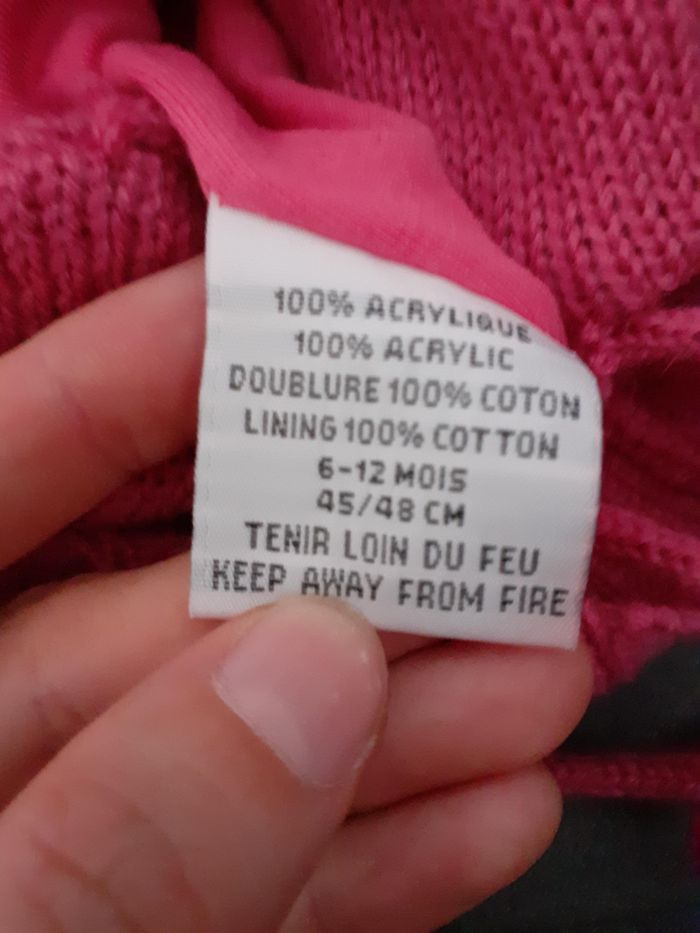 100% ACRYLIQUE
100% ACRYLIC
DOUBLURE 100% COTON
LINING 100% COTTON
6-12 MOIS
45/48 CM
TENIR LOIN DU FEU
KEEP AWAY FROM FIRE